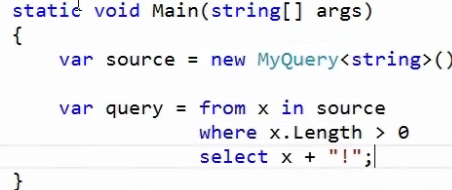 static void Main(string[] args)
{
var source = new MyQuery<string>()
var query = from x in source
where x.Length > 0
select x + "!";
}